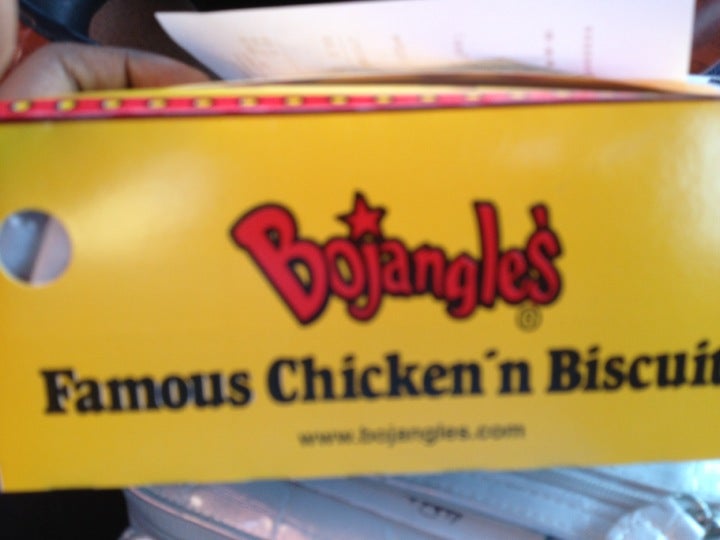 Bojangles'
Famous Chicken´n Biscuit
www.bojangles.com